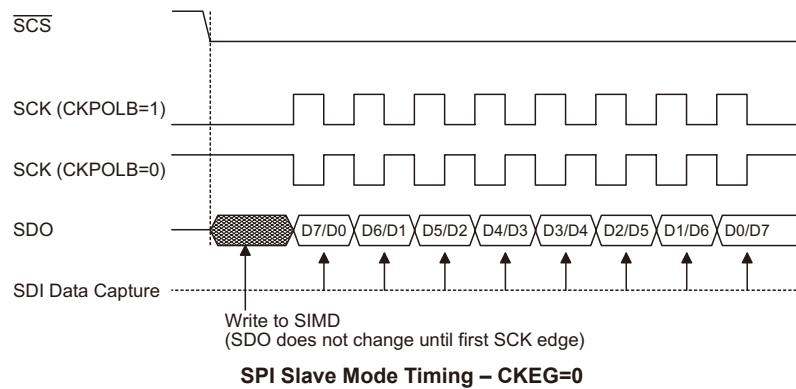 SCS
SCK (CKPOLB=1)
SCK (CKPOLB=0)
SDO
D7/D0 D6/D1 D5/D2 D4/D3 D3/D4 D2/D5 D1/D6 D0/D7
SDI Data Capture
Write to SIMD
(SDO does not change until first SCK edge)
SPI Slave Mode Timing – CKEG=0